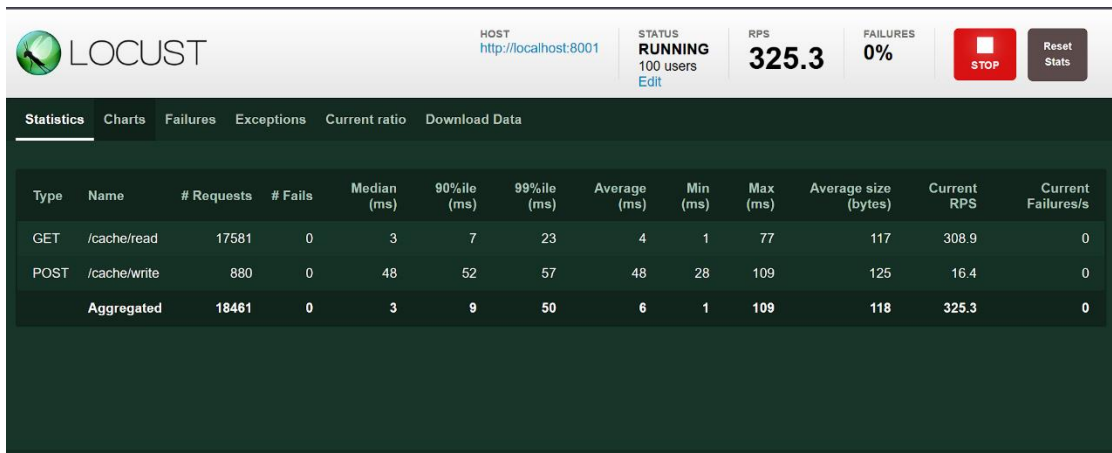 LOCUST
HOST
http://localhost:8001
STATUS
RUNNING
100 users
Edit
RPS
325.3
FAILURES
0%
STOP
Reset
Stats
Statistics Charts Failures Exceptions Current ratio Download Data
Type Name # Requests # Fails Median (ms) 90%ile (ms) 99%ile (ms) Average (ms) Min (ms) Max (ms) Average size (bytes) Current RPS Current Failures/s
GET /cache/read 17581 0 3 7 23 4 1 77 117 308.9 0
POST /cache/write 880 0 48 52 57 48 28 109 125 16.4 0
Aggregated 18461 0 3 9 50 6 1 109 118 325.3 0